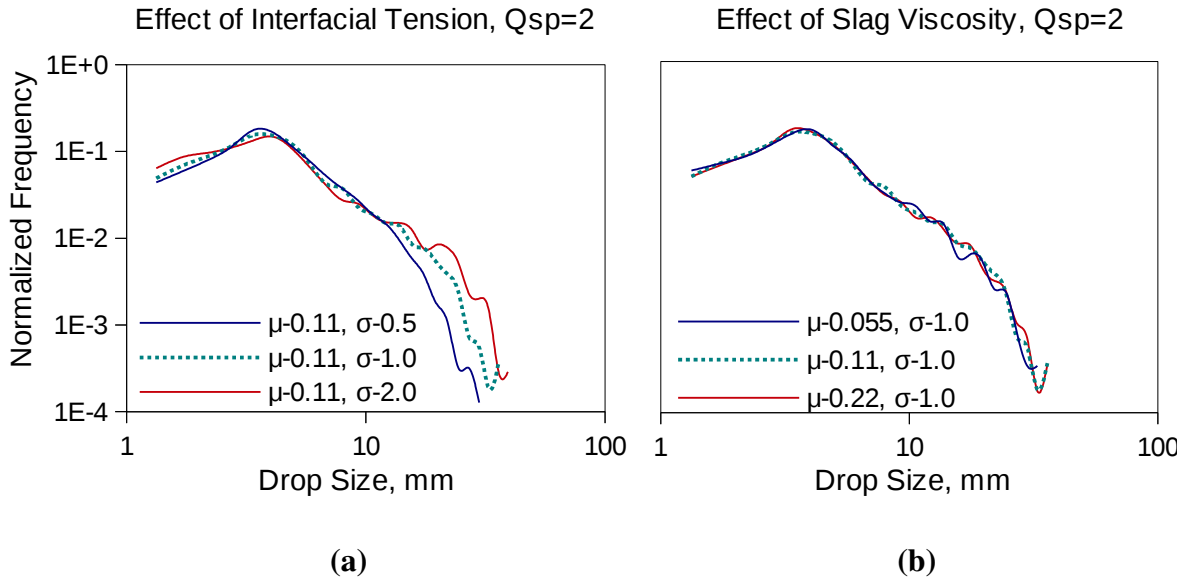 Effect of Interfacial Tension, Qsp=2
Normalized Frequency
1E+0
1E-1
1E-2
1E-3
1E-4
μ-0.11, σ-0.5
μ-0.11, σ-1.0
μ-0.11, σ-2.0
1
10
100
Drop Size, mm
(a)
Effect of Slag Viscosity, Qsp=2
μ-0.055, σ-1.0
μ-0.11, σ-1.0
μ-0.22, σ-1.0
1
10
100
Drop Size, mm
(b)